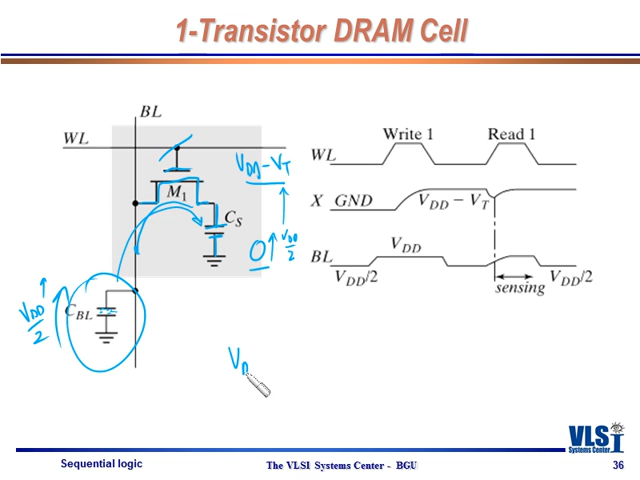 1-Transistor DRAM Cell
BL
WL
M1
CS
CBL
VDD - VT
0
VDD/2
VDD/2
V
Write 1
Read 1
WL
X GND
VDD − VT
BL
VDD
VDD/2
VDD/2
sensing
VLSI
Systems Center
Sequential logic
The VLSI Systems Center - BGU
36